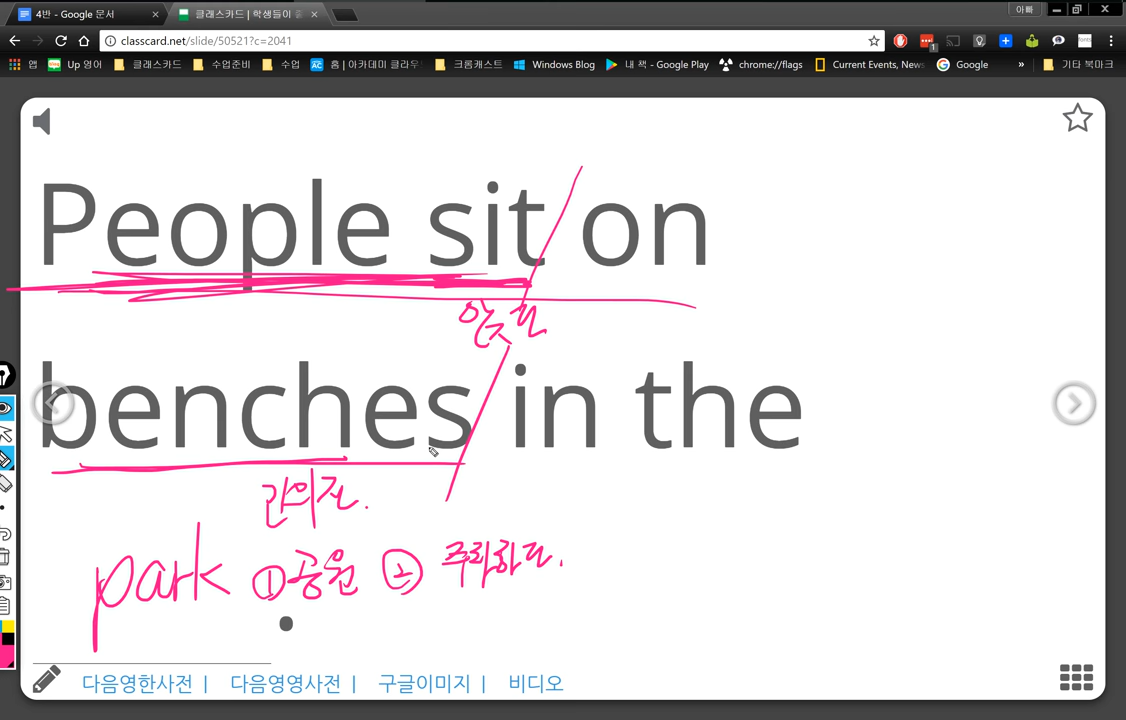 4반 - Google 문서
클래스카드 | 학생들이 좋
아빠
classcard.net/slide/50521?c=2041
1
앱 Up 영어 클래스카드 수업준비 수업 홈 | 아카데미 클라우 크롬캐스트 Windows Blog 내 책 - Google Play chrome://flags Current Events, News Google » 기타 북마크
People sit on
앉다
benches in the
긴의자.
park ①공원 ② 주차하다.
다음영한사전 | 다음영영사전 | 구글이미지 | 비디오